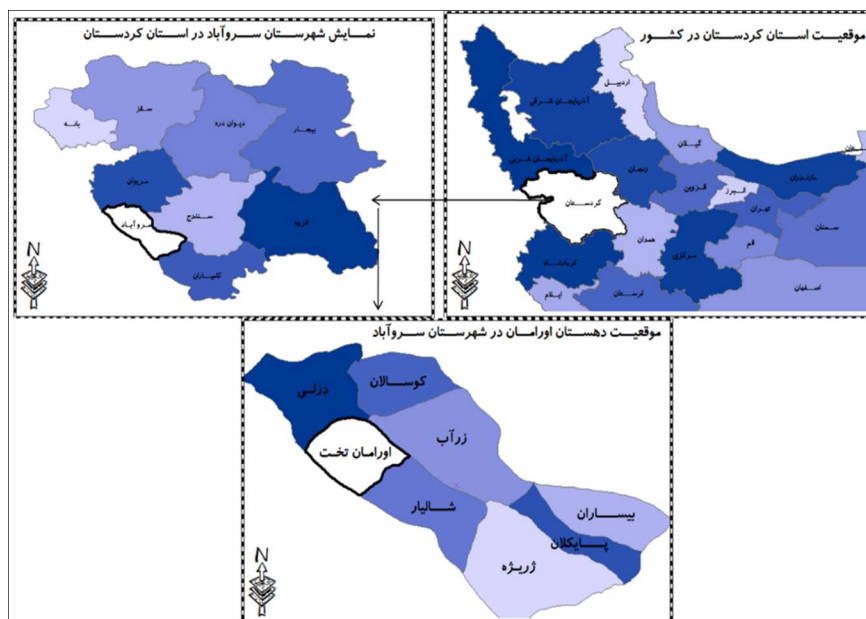 موقعیت استان کردستان در کشور
اردبیل
آذربایجان شرقی
گیلان
آذربایجان غربی
زنجان
مازندران
قزوین
البرز
تهران
سمنان
کردستان
همدان
مرکزی
قم
کرمانشاه
لرستان
ایلام
اصفهان
N
نمایش شهرستان سروآباد در استان کردستان
سقز
بانه
دیوان دره
بیجار
مریوان
سروآباد
سنندج
قروه
کامیاران
N
موقعیت دهستان اورامان در شهرستان سروآباد
دزلی
کوسالان
اورامان تخت
زرآب
شالیار
بیساران
پایگلان
ژریژه
N